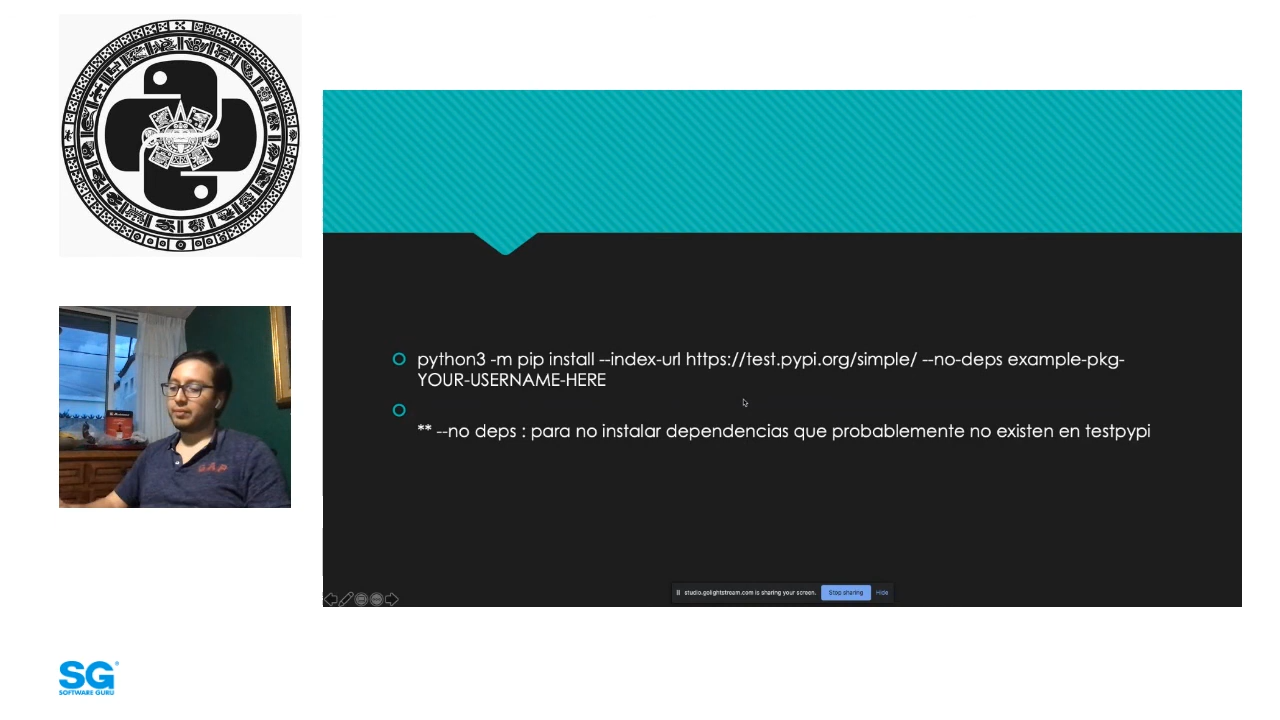 GAP
python3 -m pip install --index-url https://test.pypi.org/simple/ --no-deps example-pkg-
YOUR-USERNAME-HERE
** --no deps : para no instalar dependencias que probablemente no existen en testpypi
studio.golightstream.com is sharing your screen.
Stop sharing
Hide
SG
SOFTWARE GURU